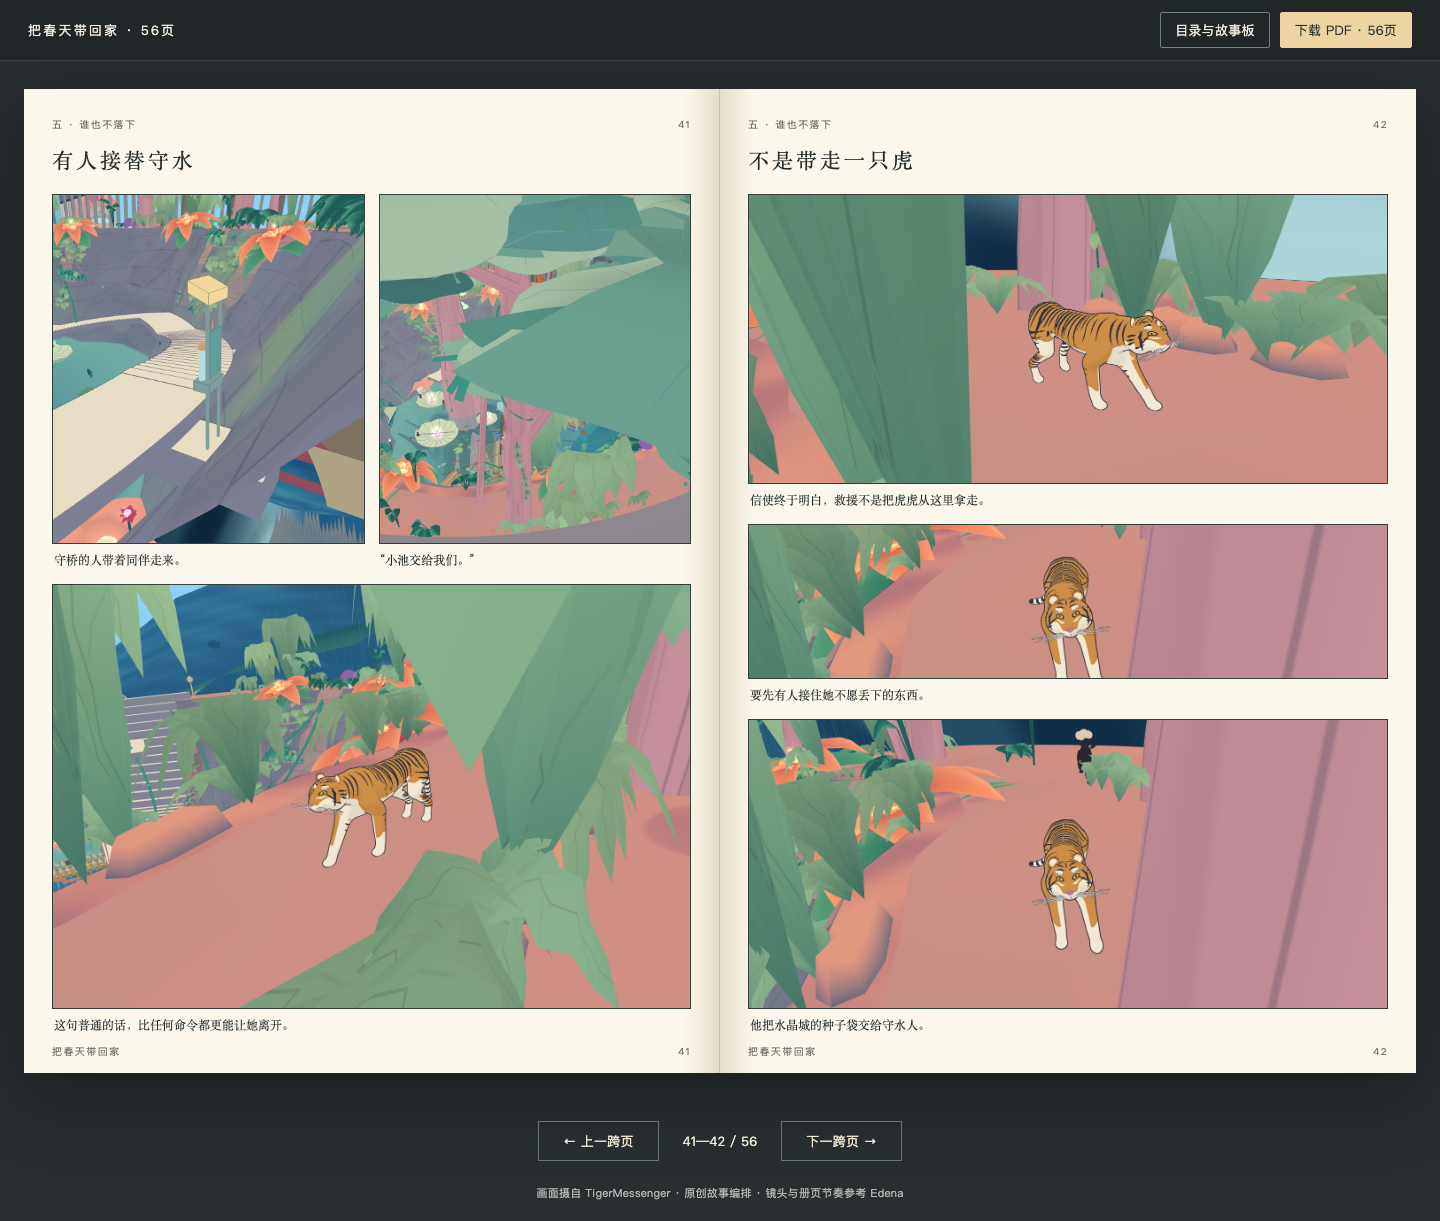 把春天带回家 · 56页
目录与故事板
下载 PDF · 56页
五 · 谁也不落下
41
有人接替守水
守桥的人带着同伴走来。
“小池交给我们。”
这句普通的话，比任何命令都更能让她离开。
把春天带回家
41
五 · 谁也不落下
42
不是带走一只虎
信使终于明白，救援不是把虎虎从这里拿走。
要先有人接住她不愿丢下的东西。
他把水晶城的种子袋交给守水人。
把春天带回家
42
← 上一跨页
41—42 / 56
下一跨页 →
画面摄自 TigerMessenger · 原创故事编排 · 镜头与册页节奏参考 Edena